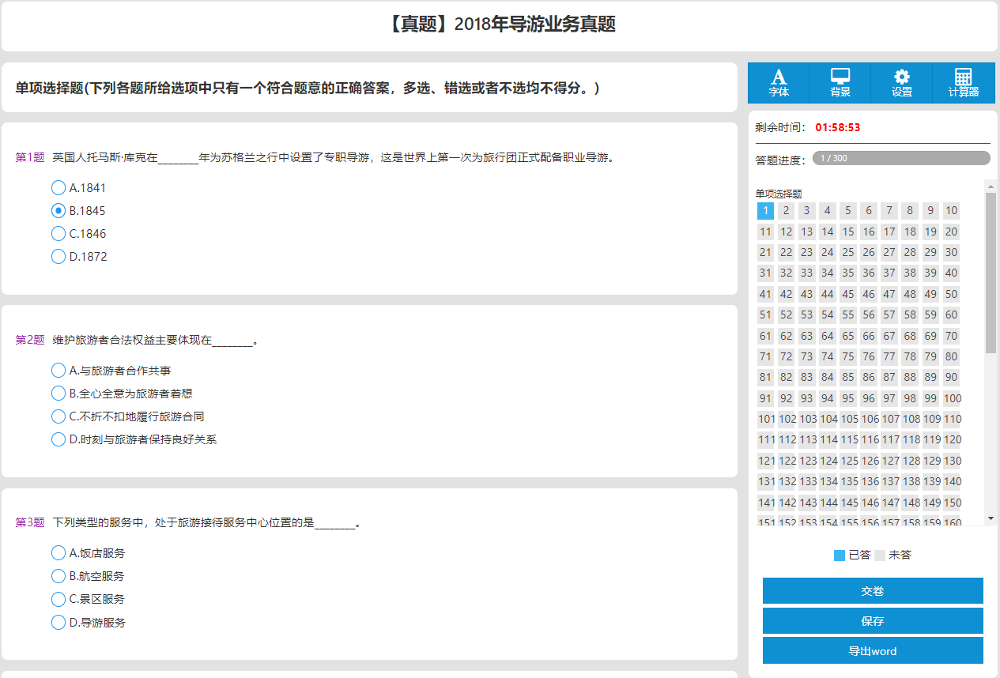 【真题】2018年导游业务真题
单项选择题(下列各题所给选项中只有一个符合题意的正确答案，多选、错选或者不选均不得分。)
第1题 英国人托马斯·库克在________年为苏格兰之行中设置了专职导游，这是世界上第一次为旅行团正式配备职业导游。
A.1841
B.1845
C.1846
D.1872
第2题 维护旅游者合法权益主要体现在________。
A.与旅游者合作共事
B.全心全意为旅游者着想
C.不折不扣地履行旅游合同
D.时刻与旅游者保持良好关系
第3题 下列类型的服务中，处于旅游接待服务中心位置的是________。
A.饭店服务
B.航空服务
C.景区服务
D.导游服务
A
字体 背景 设置 计算器
剩余时间： 01:58:53
答题进度： 1 / 300
单项选择题
1 2 3 4 5 6 7 8 9 10
11 12 13 14 15 16 17 18 19 20
21 22 23 24 25 26 27 28 29 30
31 32 33 34 35 36 37 38 39 40
41 42 43 44 45 46 47 48 49 50
51 52 53 54 55 56 57 58 59 60
61 62 63 64 65 66 67 68 69 70
71 72 73 74 75 76 77 78 79 80
81 82 83 84 85 86 87 88 89 90
91 92 93 94 95 96 97 98 99 100
101 102 103 104 105 106 107 108 109 110
111 112 113 114 115 116 117 118 119 120
121 122 123 124 125 126 127 128 129 130
131 132 133 134 135 136 137 138 139 140
141 142 143 144 145 146 147 148 149 150
151 152 153 154 155 156 157 158 159 160
已答 未答
交卷
保存
导出word